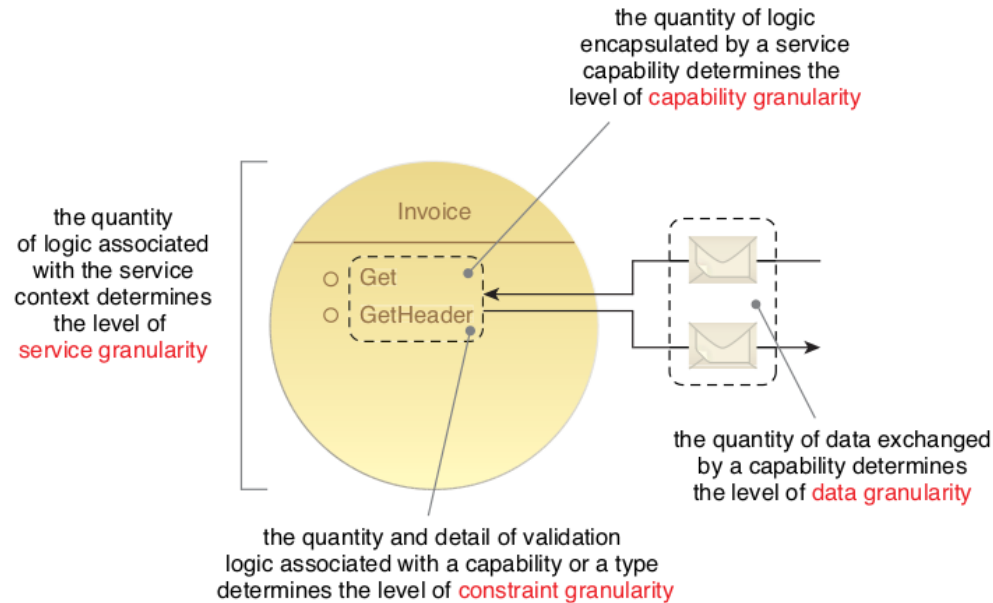 the quantity of logic
encapsulated by a service
capability determines the
level of capability granularity
the quantity
of logic associated
with the service
context determines
the level of
service granularity
Invoice
Get
GetHeader
the quantity of data exchanged
by a capability determines
the level of data granularity
the quantity and detail of validation
logic associated with a capability or a type
determines the level of constraint granularity